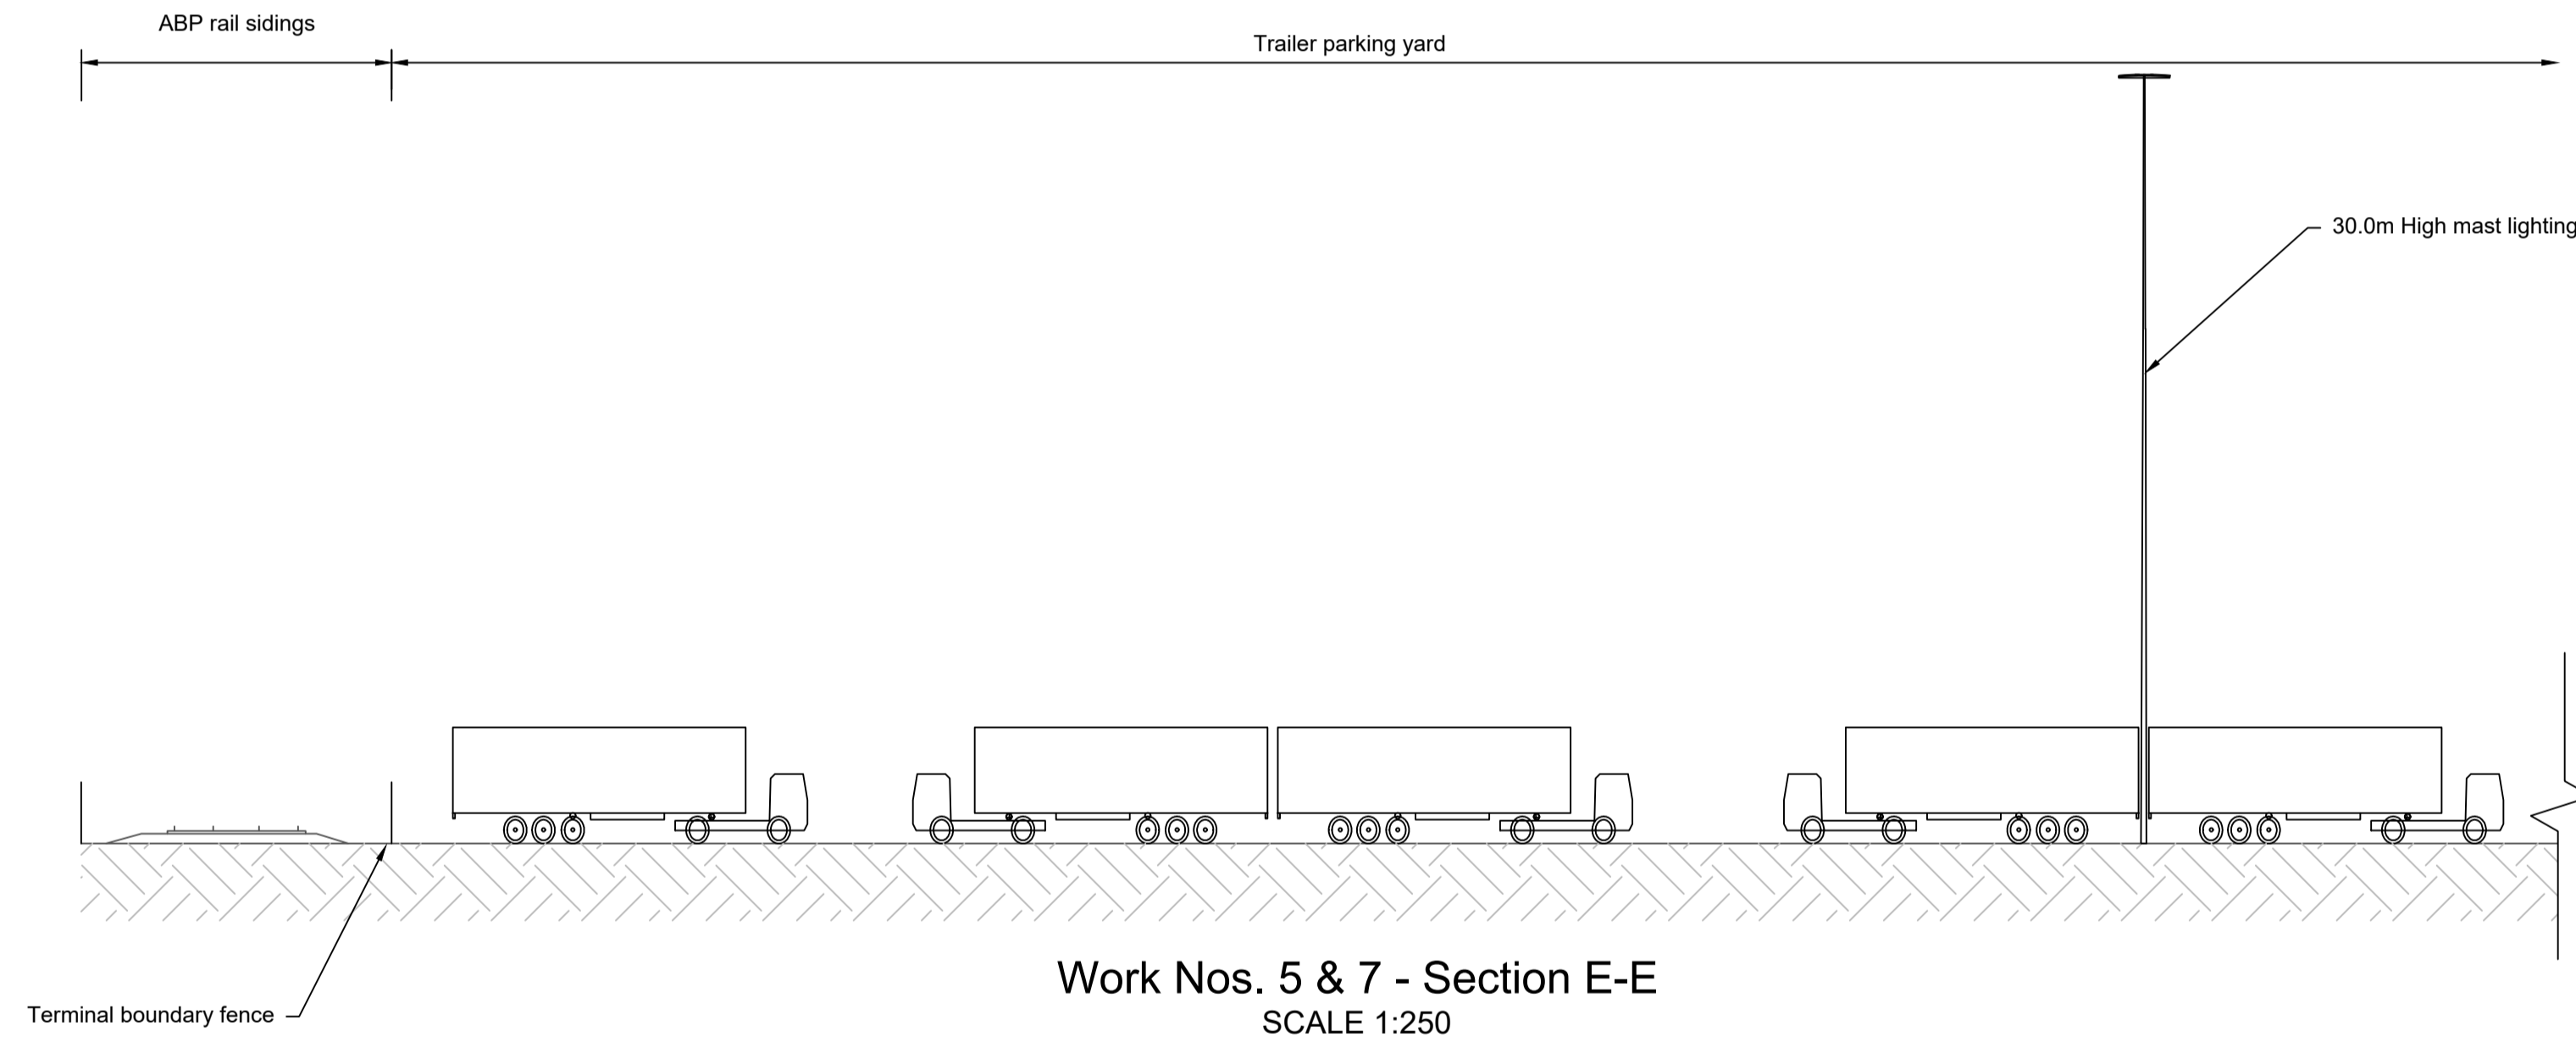 ABP rail sidings
Trailer parking yard
30.0m High mast lighting
Terminal boundary fence
Work Nos. 5 & 7 - Section E-E
SCALE 1:250